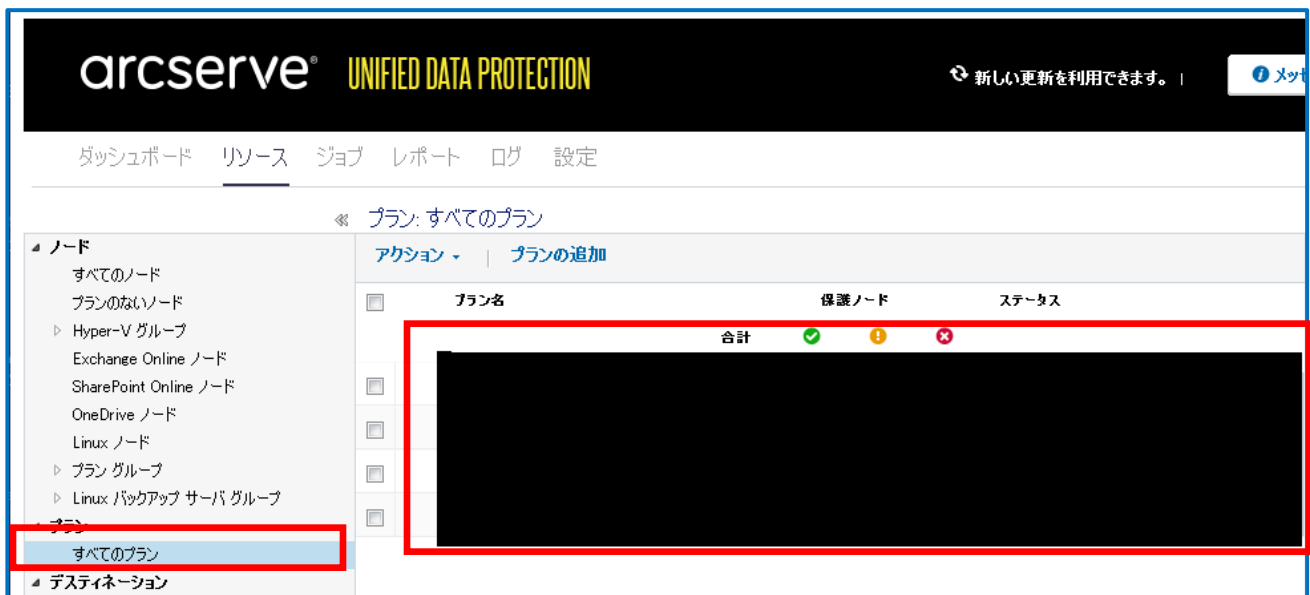 arcserve® UNIFIED DATA PROTECTION
新しい更新を利用できます。 |
ダッシュボード リソース ジョブ レポート ログ 設定
プラン: すべてのプラン
ノード
アクション | プランの追加
すべてのノード
プランのないノード
プラン名 保護ノード ステータス
Hyper-V グループ
合計
Exchange Online ノード
SharePoint Online ノード
OneDrive ノード
Linux ノード
プラン グループ
Linux バックアップ サーバ グループ
プラン
すべてのプラン
デスティネーション